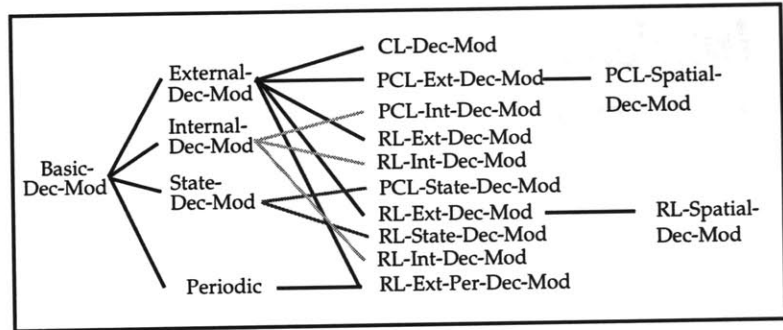 Basic-
Dec-Mod
External-
Dec-Mod
Internal-
Dec-Mod
State-
Dec-Mod
Periodic
CL-Dec-Mod
PCL-Ext-Dec-Mod
PCL-Int-Dec-Mod
RL-Ext-Dec-Mod
RL-Int-Dec-Mod
PCL-State-Dec-Mod
RL-Ext-Dec-Mod
RL-State-Dec-Mod
RL-Int-Dec-Mod
RL-Ext-Per-Dec-Mod
PCL-Spatial-
Dec-Mod
RL-Spatial-
Dec-Mod